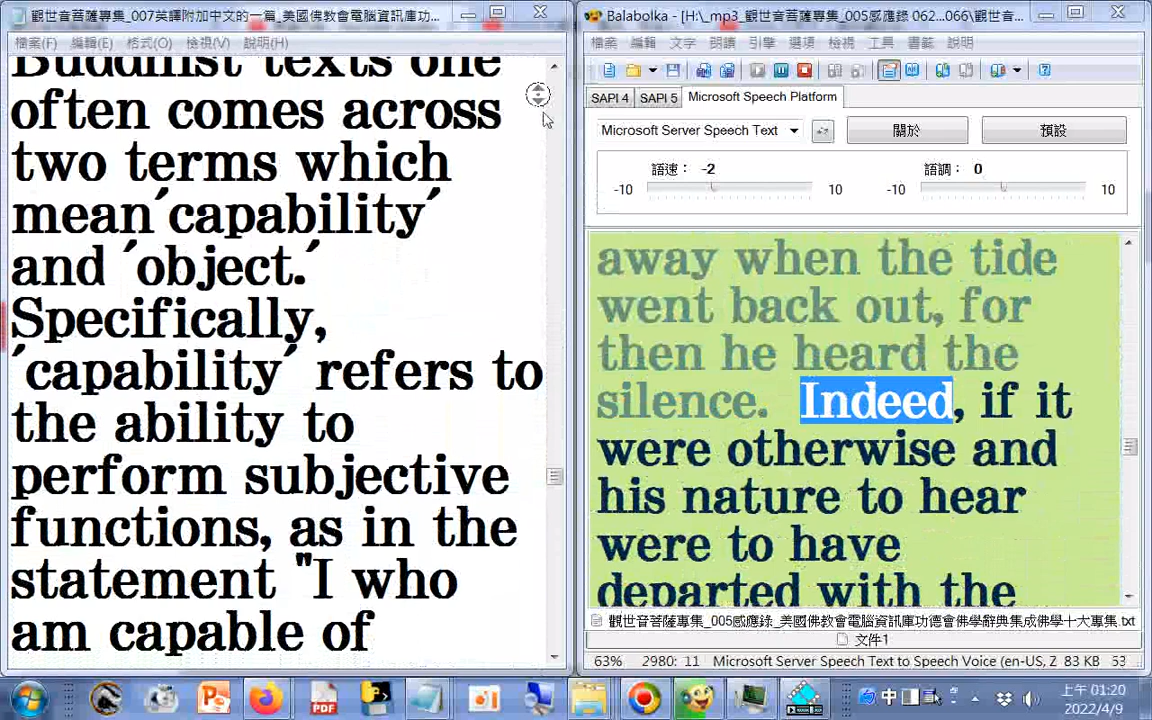 觀世音菩薩專集_007英譯附加中文的一篇_美國佛教會電腦資訊庫功...
檔案(F) 編輯(E) 格式(O) 檢視(V) 說明(H)
Buddhist texts one
often comes across
two terms which
mean'capability'
and 'object.'
Specifically,
'capability' refers to
the ability to
perform subjective
functions, as in the
statement "I who
am capable of
Balabolka - [H:\_mp3_觀世音菩薩專集_005感應錄 062...066\觀世音...
檔案 編輯 文字 朗讀 引擎 選項 檢視 工具 書籤 說明
SAPI 4 SAPI 5 Microsoft Speech Platform
Microsoft Server Speech Text 關於 預設
語速: -2 語調: 0
-10 10 -10 10
away when the tide
went back out, for
then he heard the
silence. Indeed, if it
were otherwise and
his nature to hear
were to have
departed with the
觀世音菩薩專集_005感應錄_美國佛教會電腦資訊庫功德會佛學辭典集成佛學十大專集.txt
文件1
63% 2980: 11 Microsoft Server Speech Text to Speech Voice (en-US, Z 83 KB 53
PDF 中 上午 01:20
2022/4/9